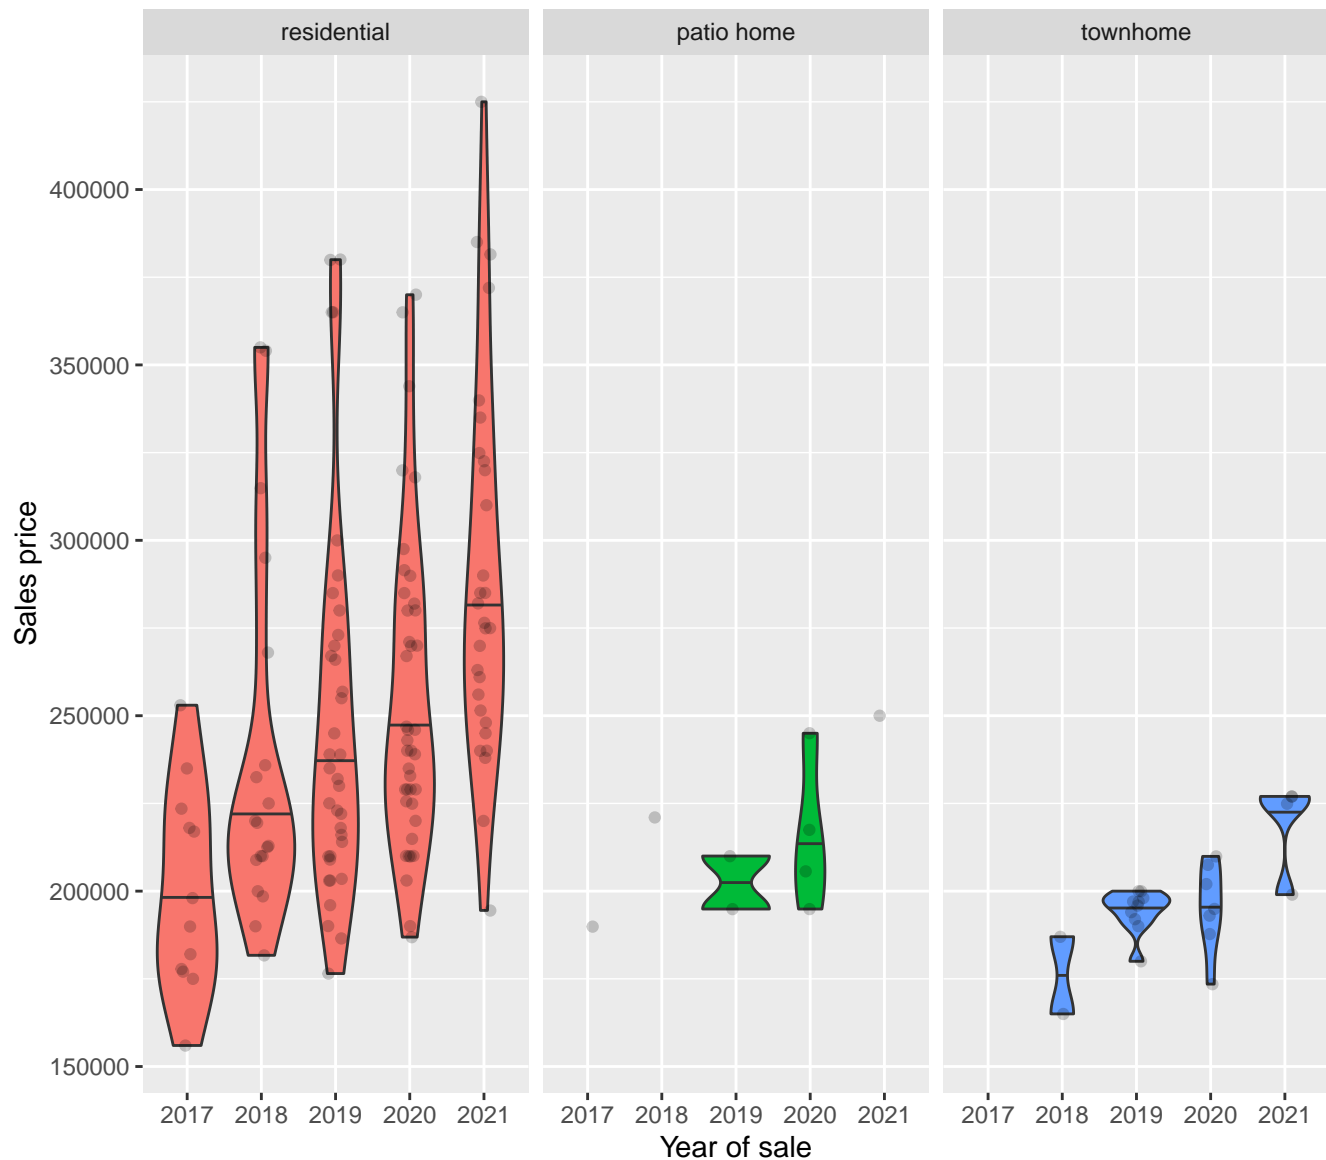 residential patio home townhome
Sales price
400000
350000
300000
250000
200000
150000
2017 2018 2019 2020 2021 2017 2018 2019 2020 2021 2017 2018 2019 2020 2021
Year of sale